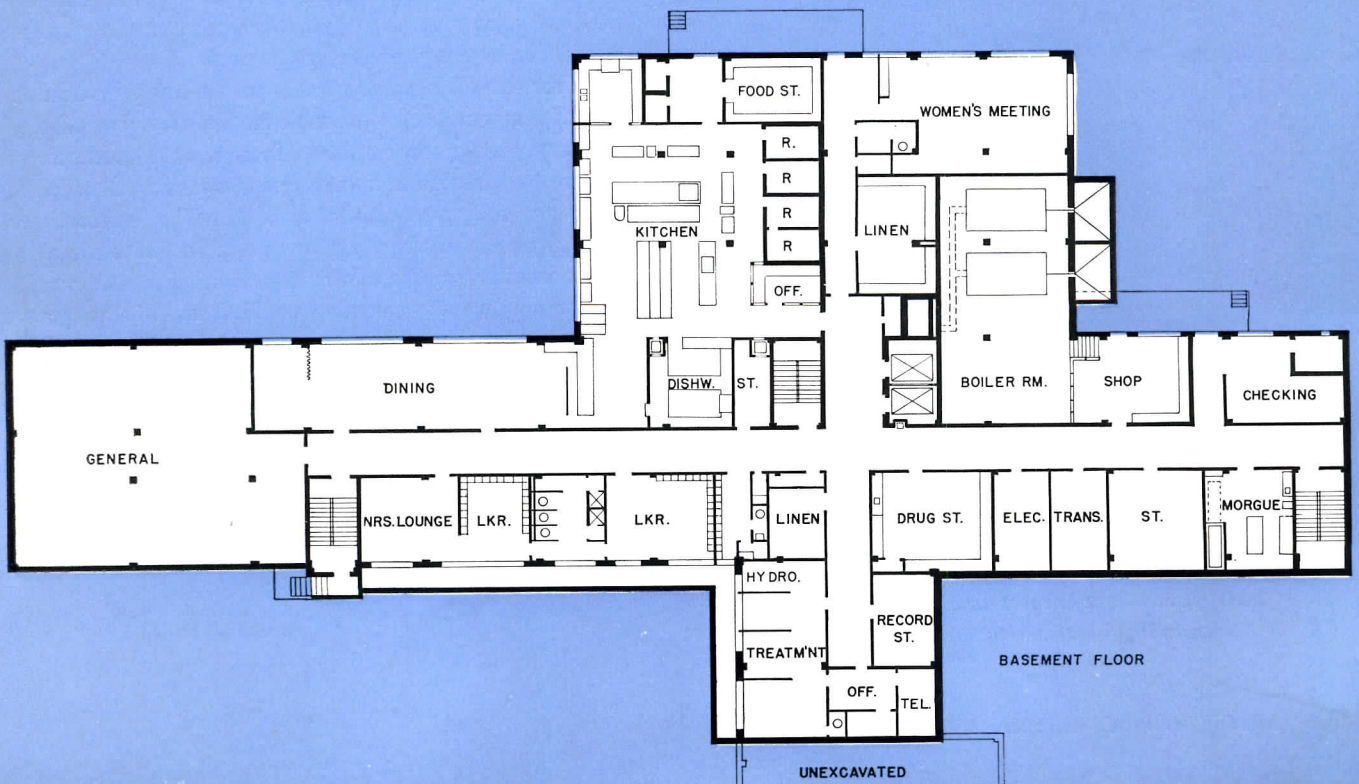 FOOD ST.
WOMEN'S MEETING
R.
R
R
R
KITCHEN
LINEN
OFF.
DINING
DISHW.
ST.
BOILER RM.
SHOP
CHECKING
GENERAL
NRS. LOUNGE
LKR.
LKR.
LINEN
DRUG ST.
ELEC.
TRANS.
ST.
MORGUE
HYDRO.
TREATM'NT
RECORD
ST.
OFF.
TEL.
BASEMENT FLOOR
UNEXCAVATED